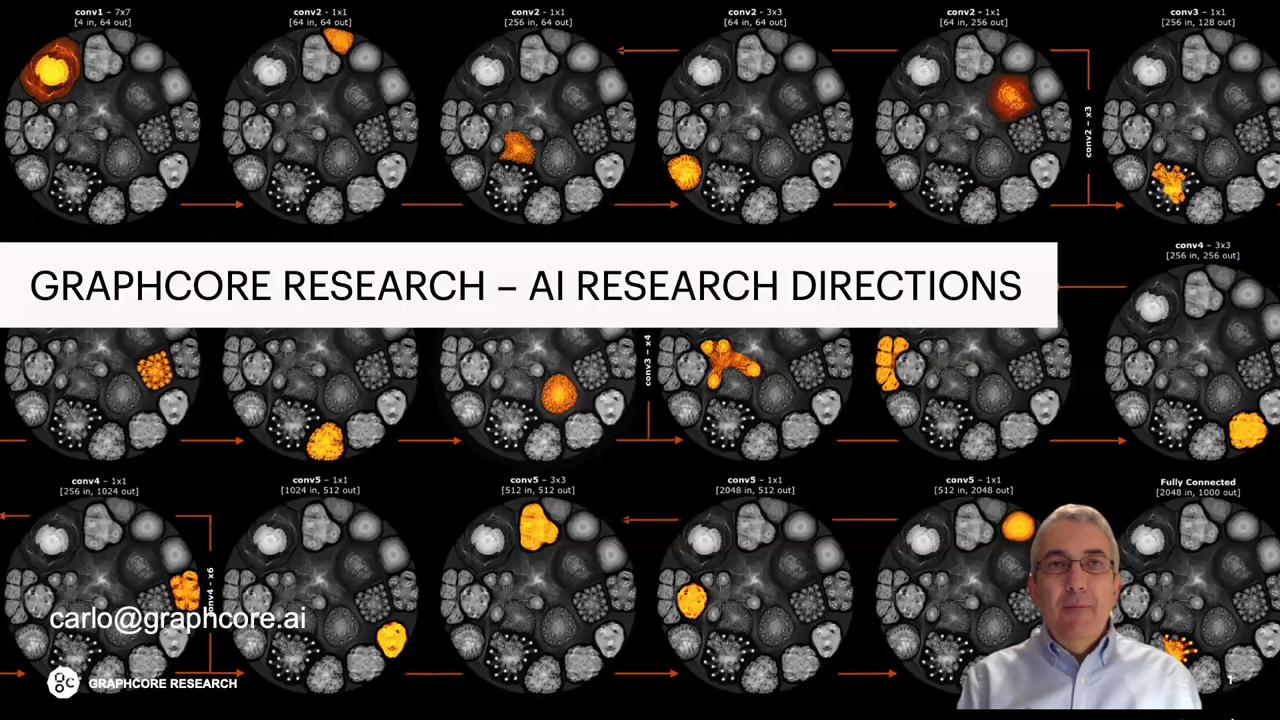 conv1 – 7x7
[4 in, 64 out]
conv2 - 1x1
[64 in, 64 out]
conv2 - 1x1
[256 in, 64 out]
conv2 - 3x3
[64 in, 64 out]
conv2 - 1x1
[64 in, 256 out]
conv3 – 1x1
[256 in, 128 out]
conv2 – x3
GRAPHCORE RESEARCH – AI RESEARCH DIRECTIONS
conv4 – 3x3
[256 in, 256 out]
conv3 – x4
conv4 – 1x1
[256 in, 1024 out]
conv5 – 1x1
[1024 in, 512 out]
conv5 – 3x3
[512 in, 512 out]
conv5 – 1x1
[2048 in, 512 out]
conv5 – 1x1
[512 in, 2048 out]
Fully Connected
[2048 in, 1000 out]
conv4 - x6
carlo@graphcore.ai
GRAPHCORE RESEARCH
1